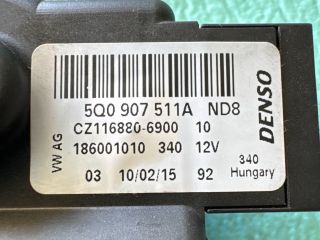 5Q0 907 511A ND8
CZ116880-6900 10
186001010 340 12V
03 10/02/15 92
VW AG
DENSO
340
Hungary